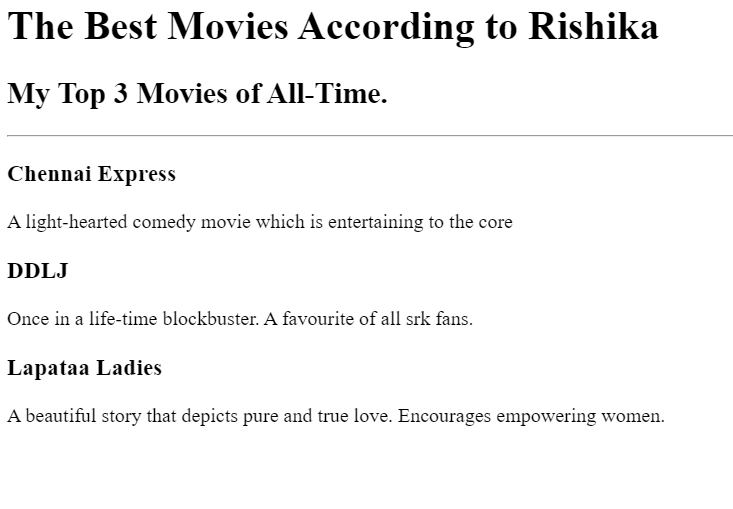 The Best Movies According to Rishika
My Top 3 Movies of All-Time.
Chennai Express
A light-hearted comedy movie which is entertaining to the core
DDLJ
Once in a life-time blockbuster. A favourite of all srk fans.
Lapataa Ladies
A beautiful story that depicts pure and true love. Encourages empowering women.